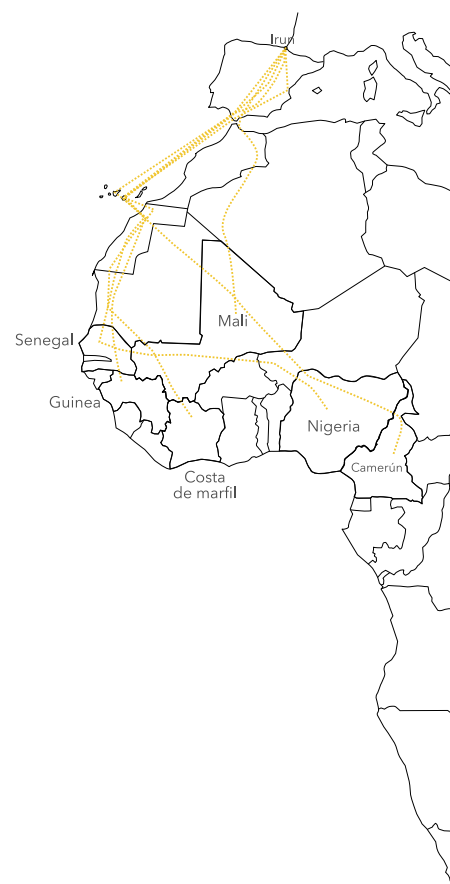 Irun
Mali
Senegal
Guinea
Nigeria
Camerún
Costa
de marfil